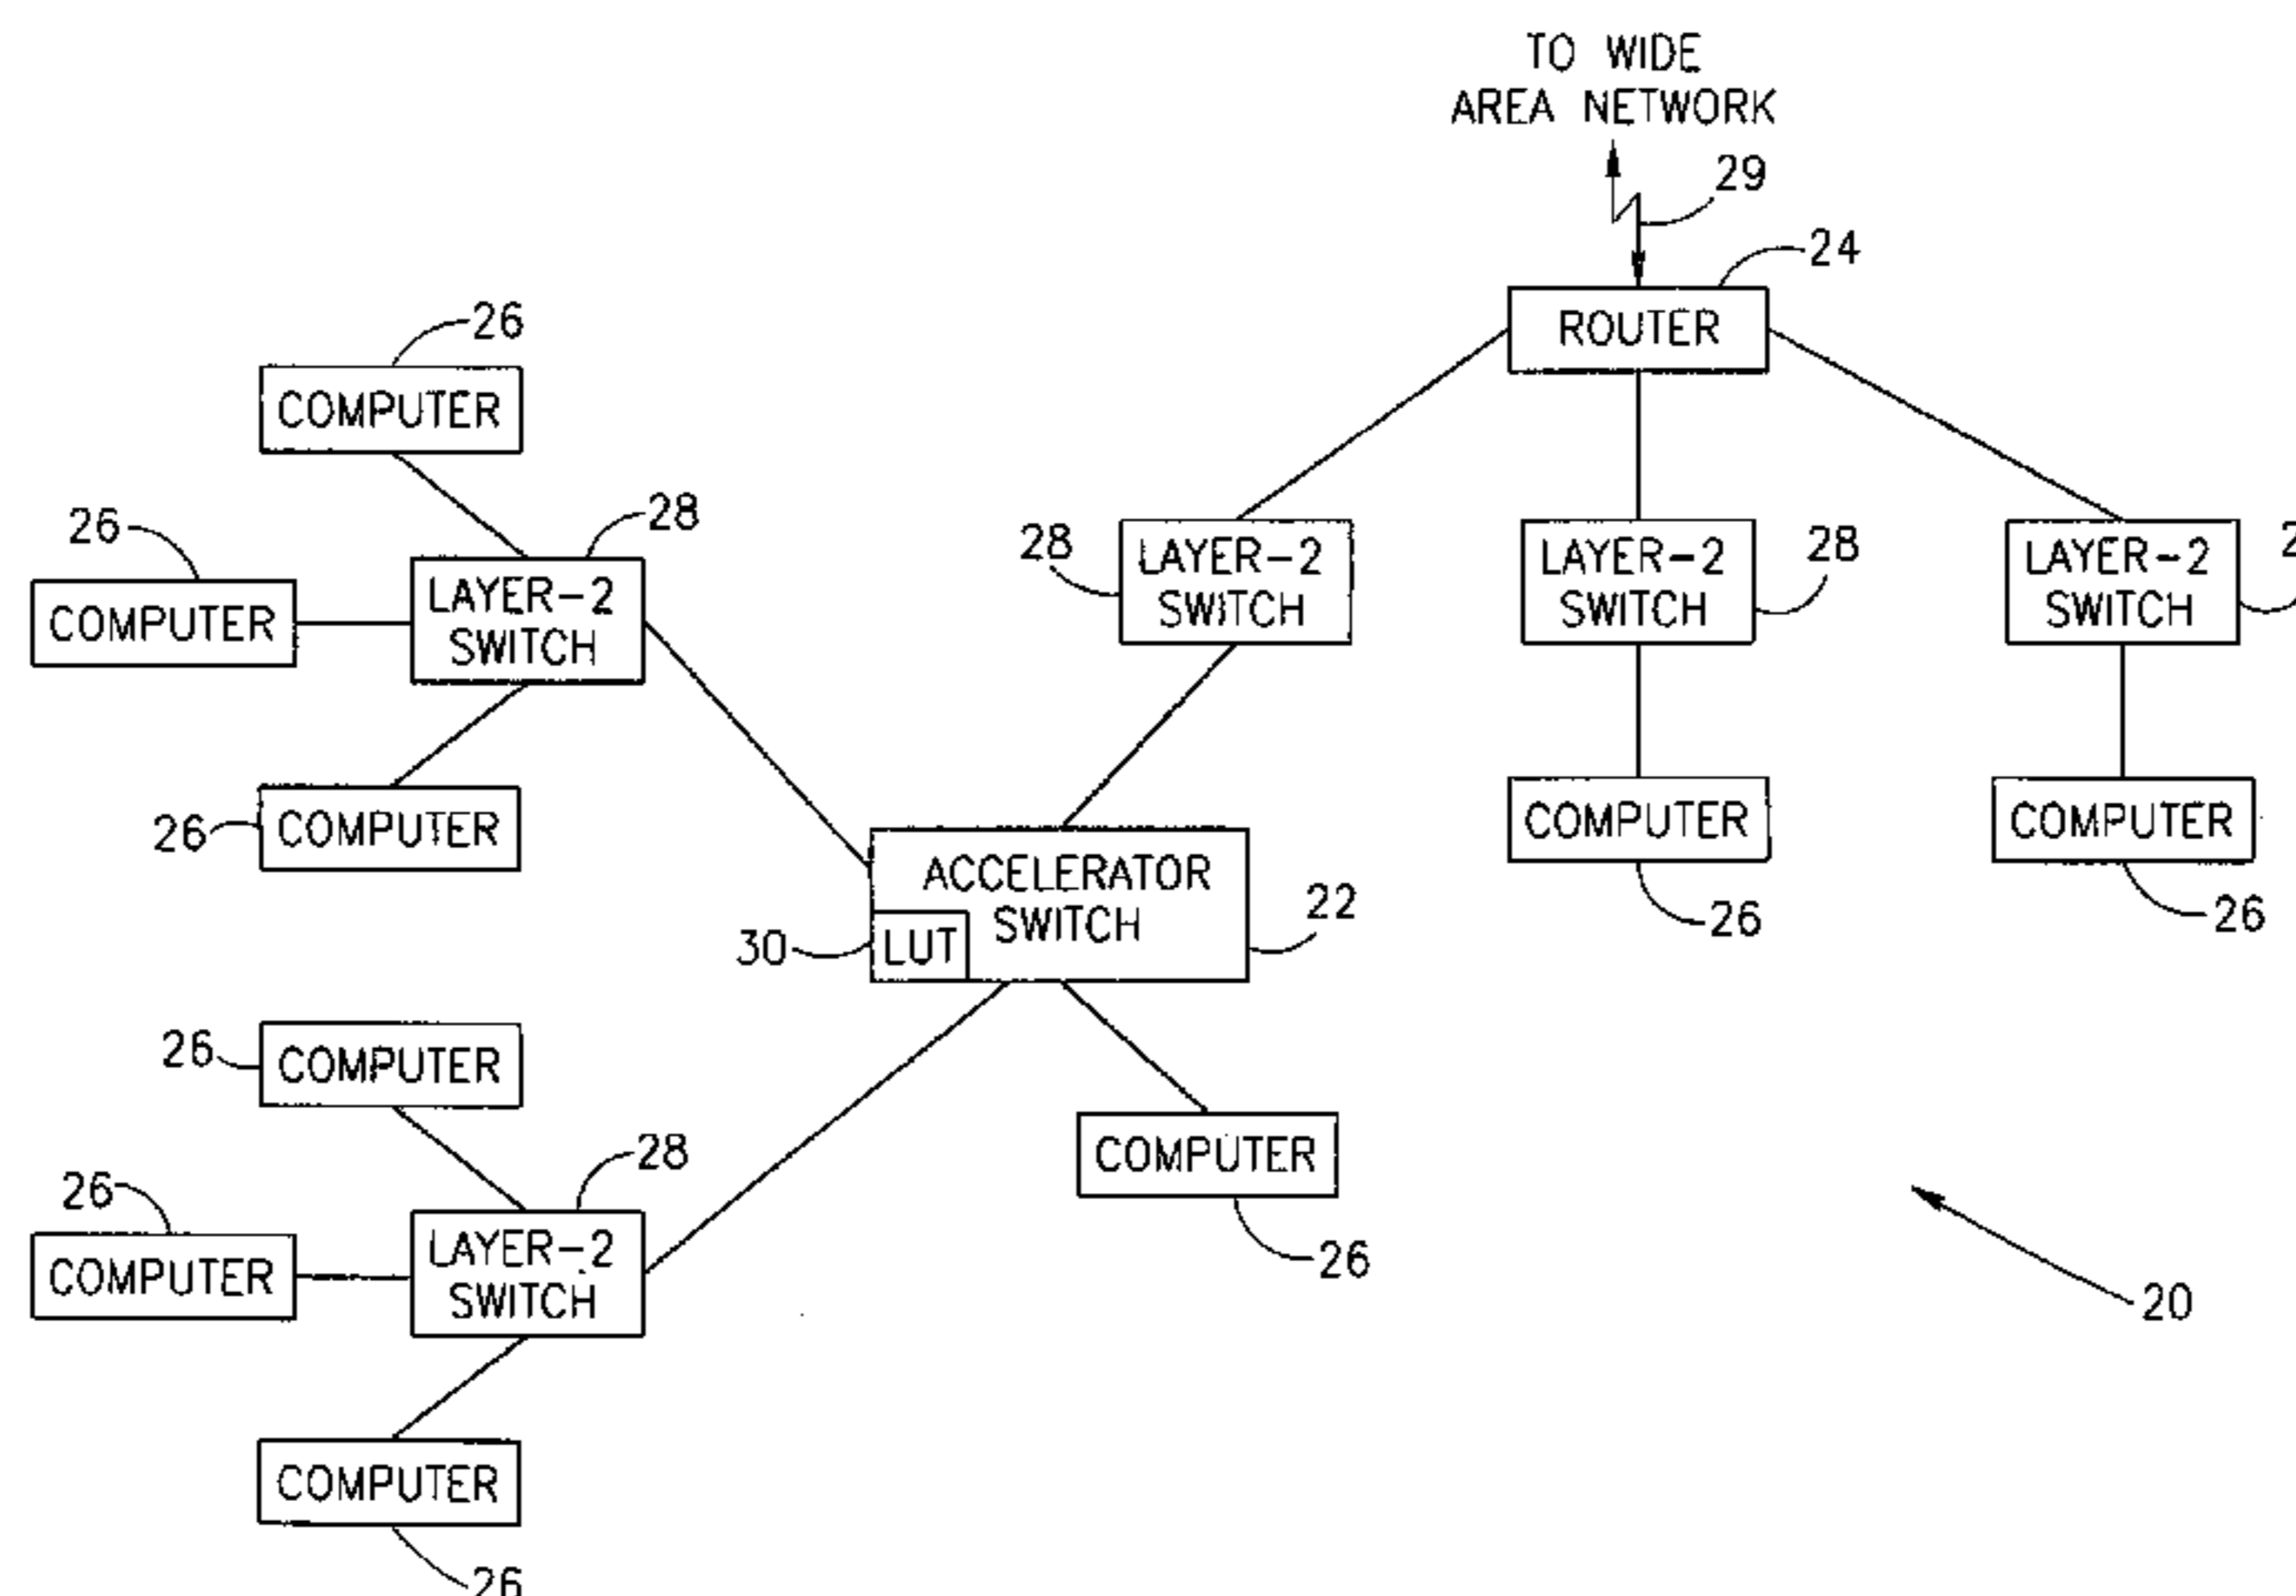 TO WIDE
AREA NETWORK
29
24
ROUTER
26
COMPUTER
28
26
COMPUTER
LAYER-2
SWITCH
26
COMPUTER
28
LAYER-2
SWITCH
LAYER-2
SWITCH
28
LAYER-2
SWITCH
COMPUTER
26
COMPUTER
26
ACCELERATOR
SWITCH
22
30
LUT
26
COMPUTER
28
26
COMPUTER
LAYER-2
SWITCH
COMPUTER
26
COMPUTER
26
20